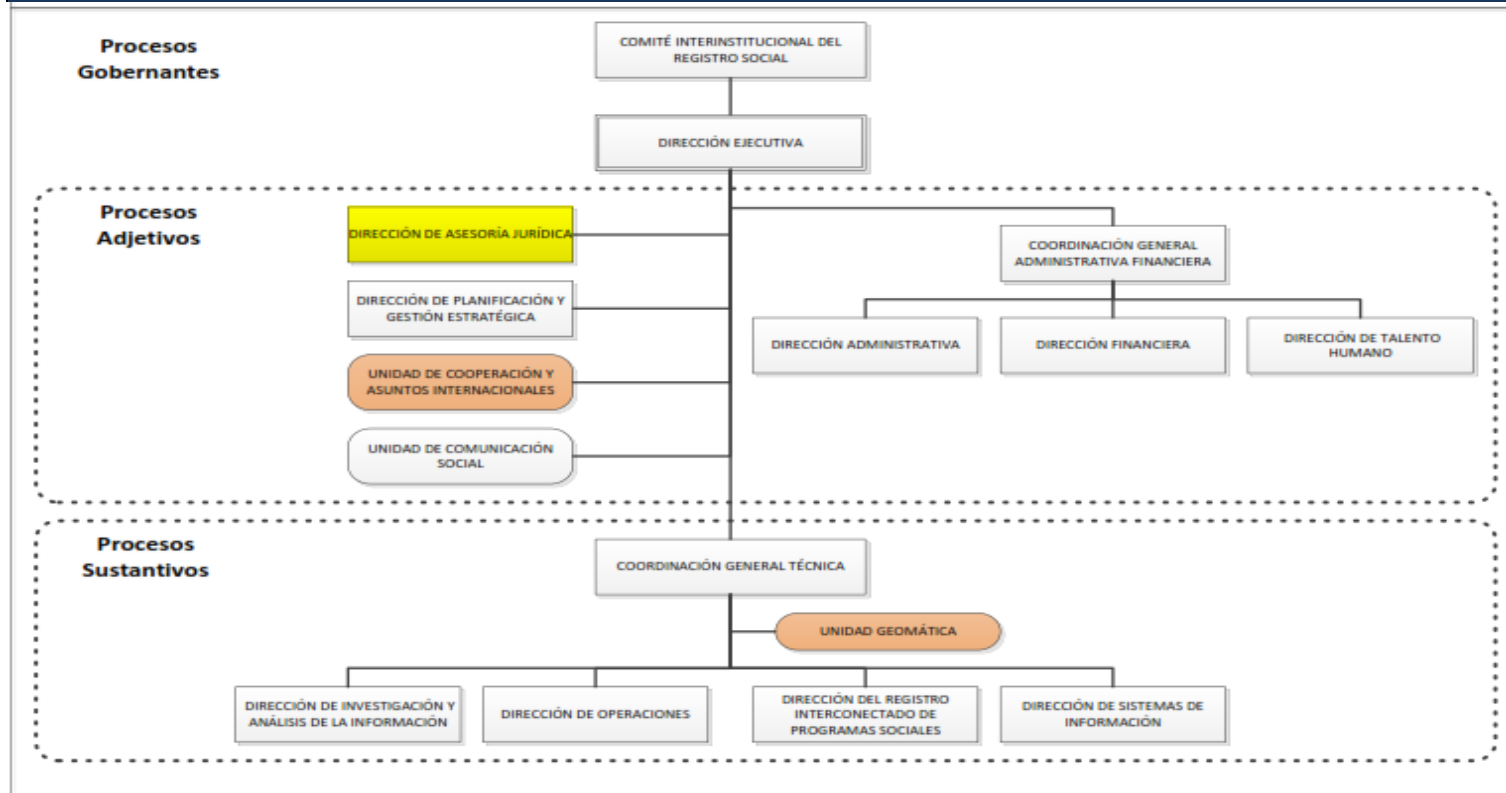 Procesos
Gobernantes
COMITÉ INTERINSTITUCIONAL DEL
REGISTRO SOCIAL
DIRECCIÓN EJECUTIVA
Procesos
Adjetivos
DIRECCIÓN DE ASESORÍA JURÍDICA
DIRECCIÓN DE PLANIFICACIÓN Y
GESTIÓN ESTRATÉGICA
UNIDAD DE COOPERACIÓN Y
ASUNTOS INTERNACIONALES
UNIDAD DE COMUNICACIÓN
SOCIAL
COORDINACIÓN GENERAL
ADMINISTRATIVA FINANCIERA
DIRECCIÓN ADMINISTRATIVA
DIRECCIÓN FINANCIERA
DIRECCIÓN DE TALENTO
HUMANO
Procesos
Sustantivos
COORDINACIÓN GENERAL TÉCNICA
UNIDAD GEOMÁTICA
DIRECCIÓN DE INVESTIGACIÓN Y
ANÁLISIS DE LA INFORMACIÓN
DIRECCIÓN DE OPERACIONES
DIRECCIÓN DEL REGISTRO
INTERCONECTADO DE
PROGRAMAS SOCIALES
DIRECCIÓN DE SISTEMAS DE
INFORMACIÓN